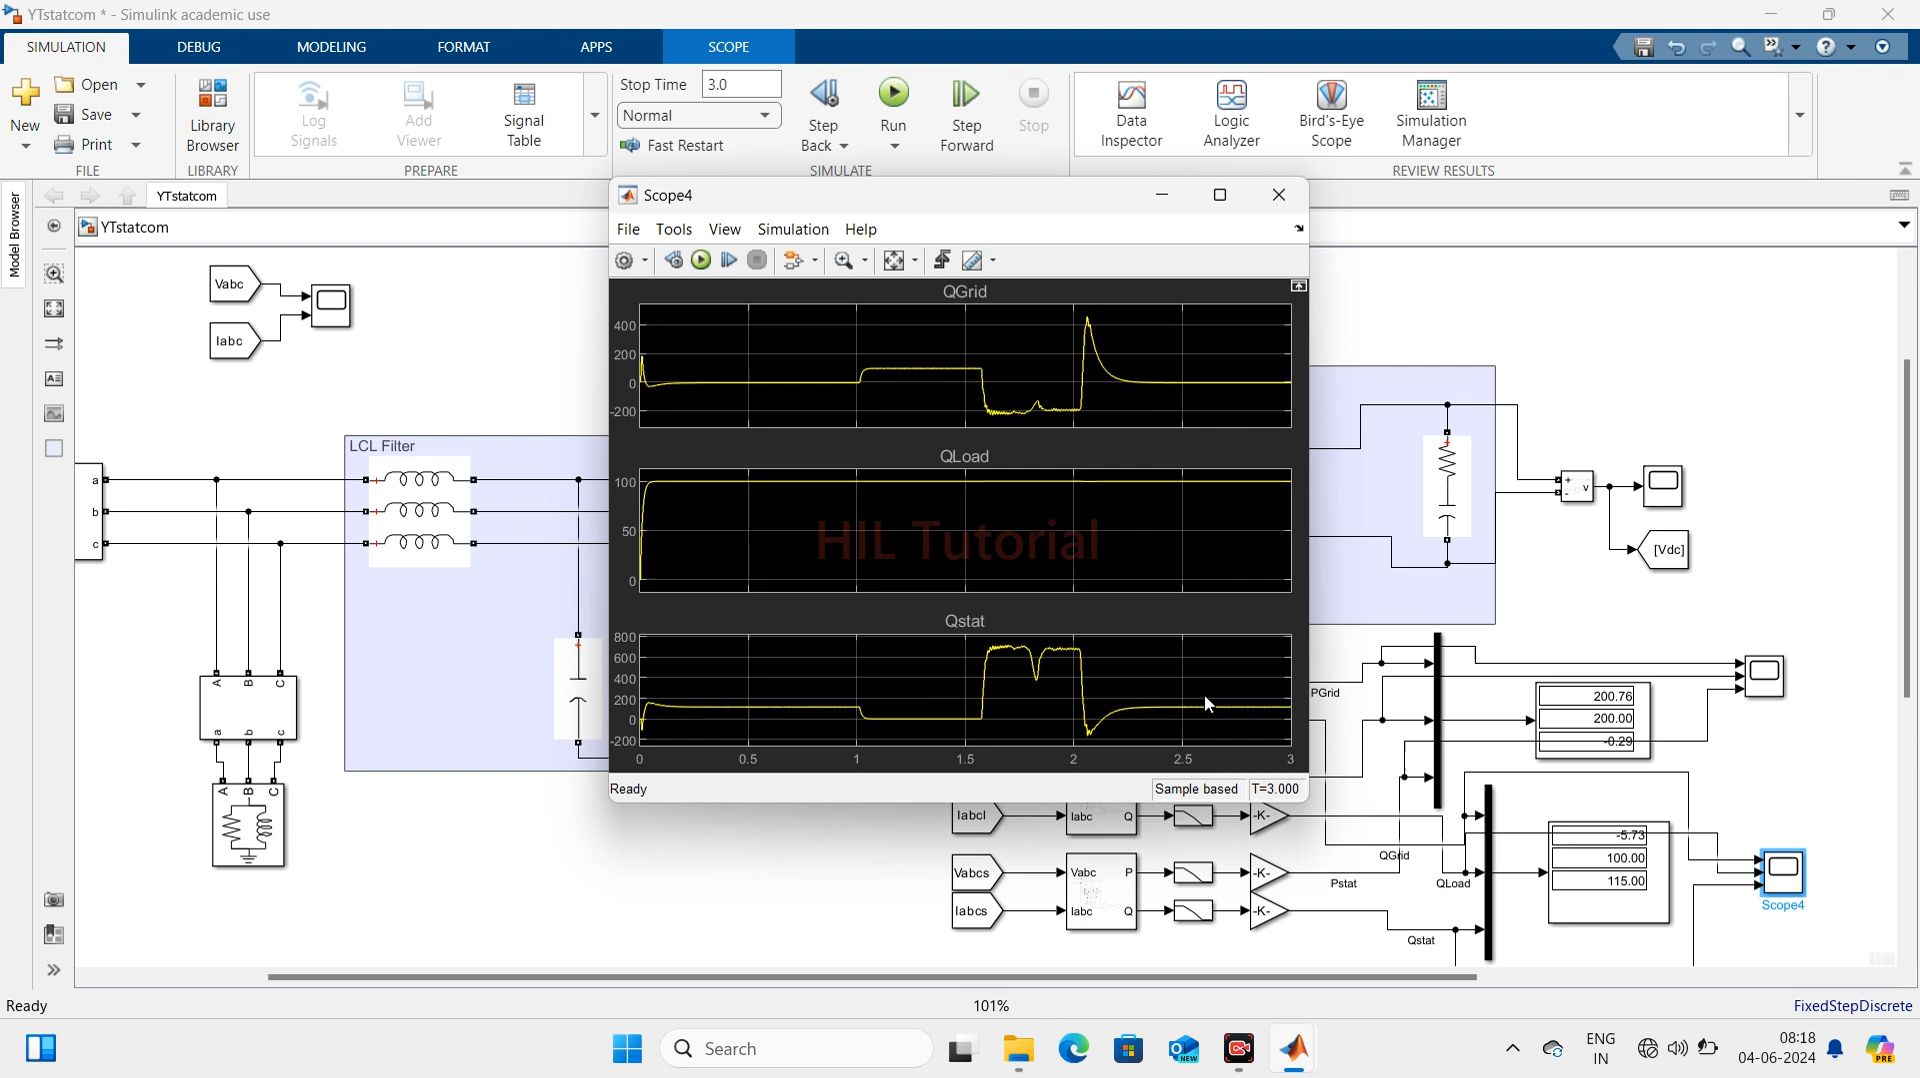 YTstatcom * - Simulink academic use
SIMULATION DEBUG MODELING FORMAT APPS SCOPE
New
Open
Save
Print
FILE
Library Browser
LIBRARY
Log Signals
Add Viewer
Signal Table
PREPARE
Stop Time 3.0
Normal
Fast Restart
Step Back
Run
Step Forward
Stop
SIMULATE
Data Inspector
Logic Analyzer
Bird's-Eye Scope
Simulation Manager
REVIEW RESULTS
Model Browser
YTstatcom
YTstatcom
Vabc
Iabc
LCL Filter
a
b
c
A B C
a b c
A B C
Scope4
File Tools View Simulation Help
QGrid
400
200
0
-200
QLoad
100
50
0
HIL Tutorial
Qstat
800
600
400
200
0
-200
0 0.5 1 1.5 2 2.5 3
Ready Sample based T=3.000
+
-
v
[Vdc]
PGrid
200.76
200.00
-0.29
Iabcl
Iabc Q
-K-
QGrid
Vabcs
Vabc P
-K-
Pstat
QLoad
Iabcs
Iabc Q
-K-
Qstat
-5.73
100.00
115.00
Scope4
Ready 101% FixedStepDiscrete
Search
NEW
ENG
IN
08:18
04-06-2024
PRE